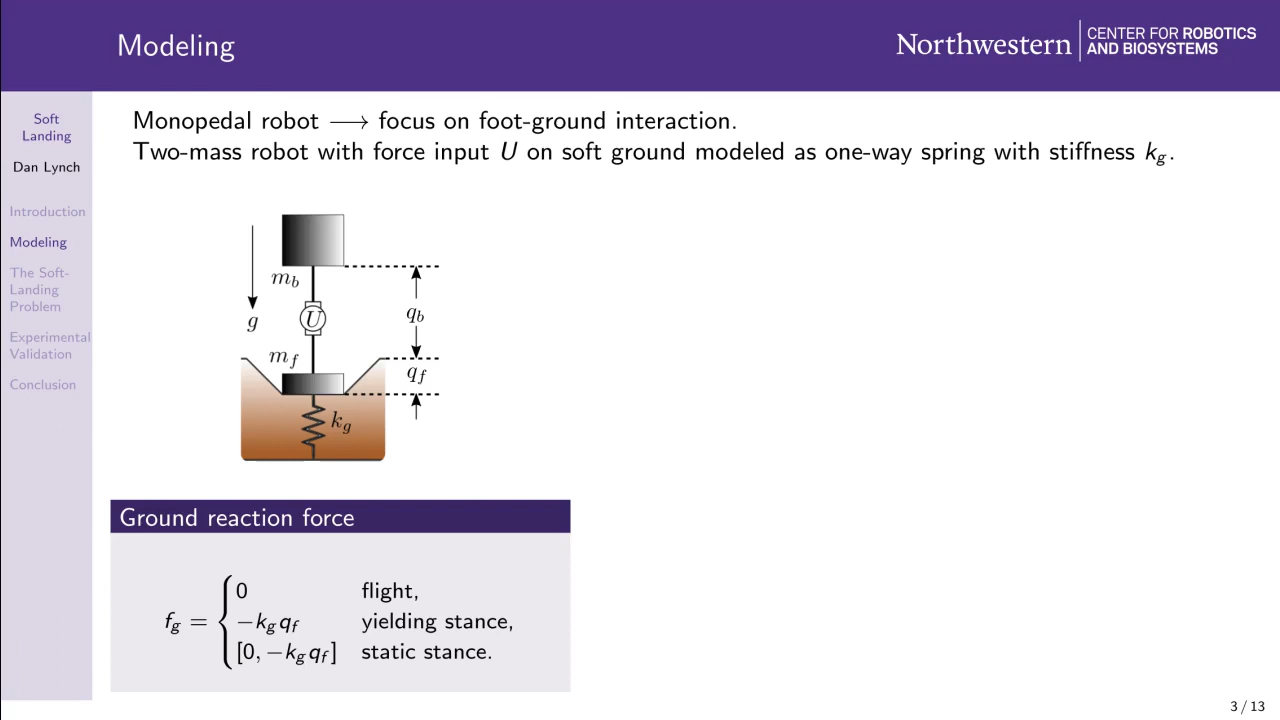 Modeling
Northwestern
CENTER FOR ROBOTICS
AND BIOSYSTEMS
Soft
Landing
Dan Lynch
Introduction
Modeling
The Soft-
Landing
Problem
Experimental
Validation
Conclusion
Monopedal robot ⟶ focus on foot-ground interaction.
Two-mass robot with force input U on soft ground modeled as one-way spring with stiffness k_g.
m_b
g
U
q_b
m_f
q_f
k_g
Ground reaction force
f_g = { 0 flight,
−k_g q_f yielding stance,
[0, −k_g q_f] static stance.
3 / 13